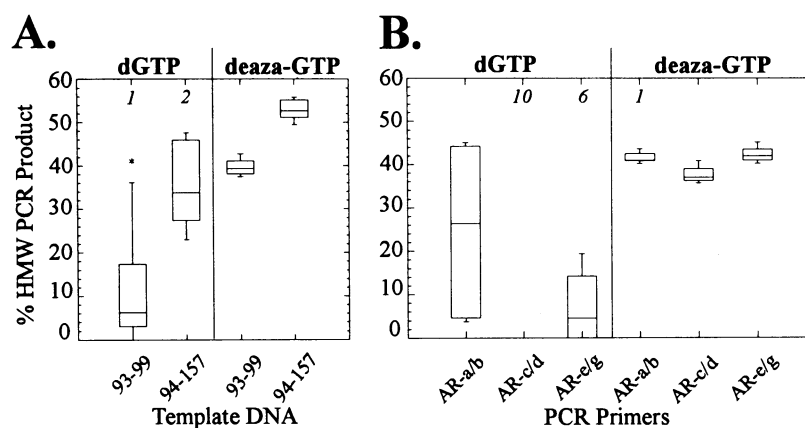 A.
dGTP deaza-GTP
1 2
% HMW PCR Product
60
50
40
30
20
10
0
*
93-99 94-157 93-99 94-157
Template DNA
B.
dGTP deaza-GTP
10 6 1
60
50
40
30
20
10
0
AR-a/b AR-c/d AR-e/g AR-a/b AR-c/d AR-e/g
PCR Primers